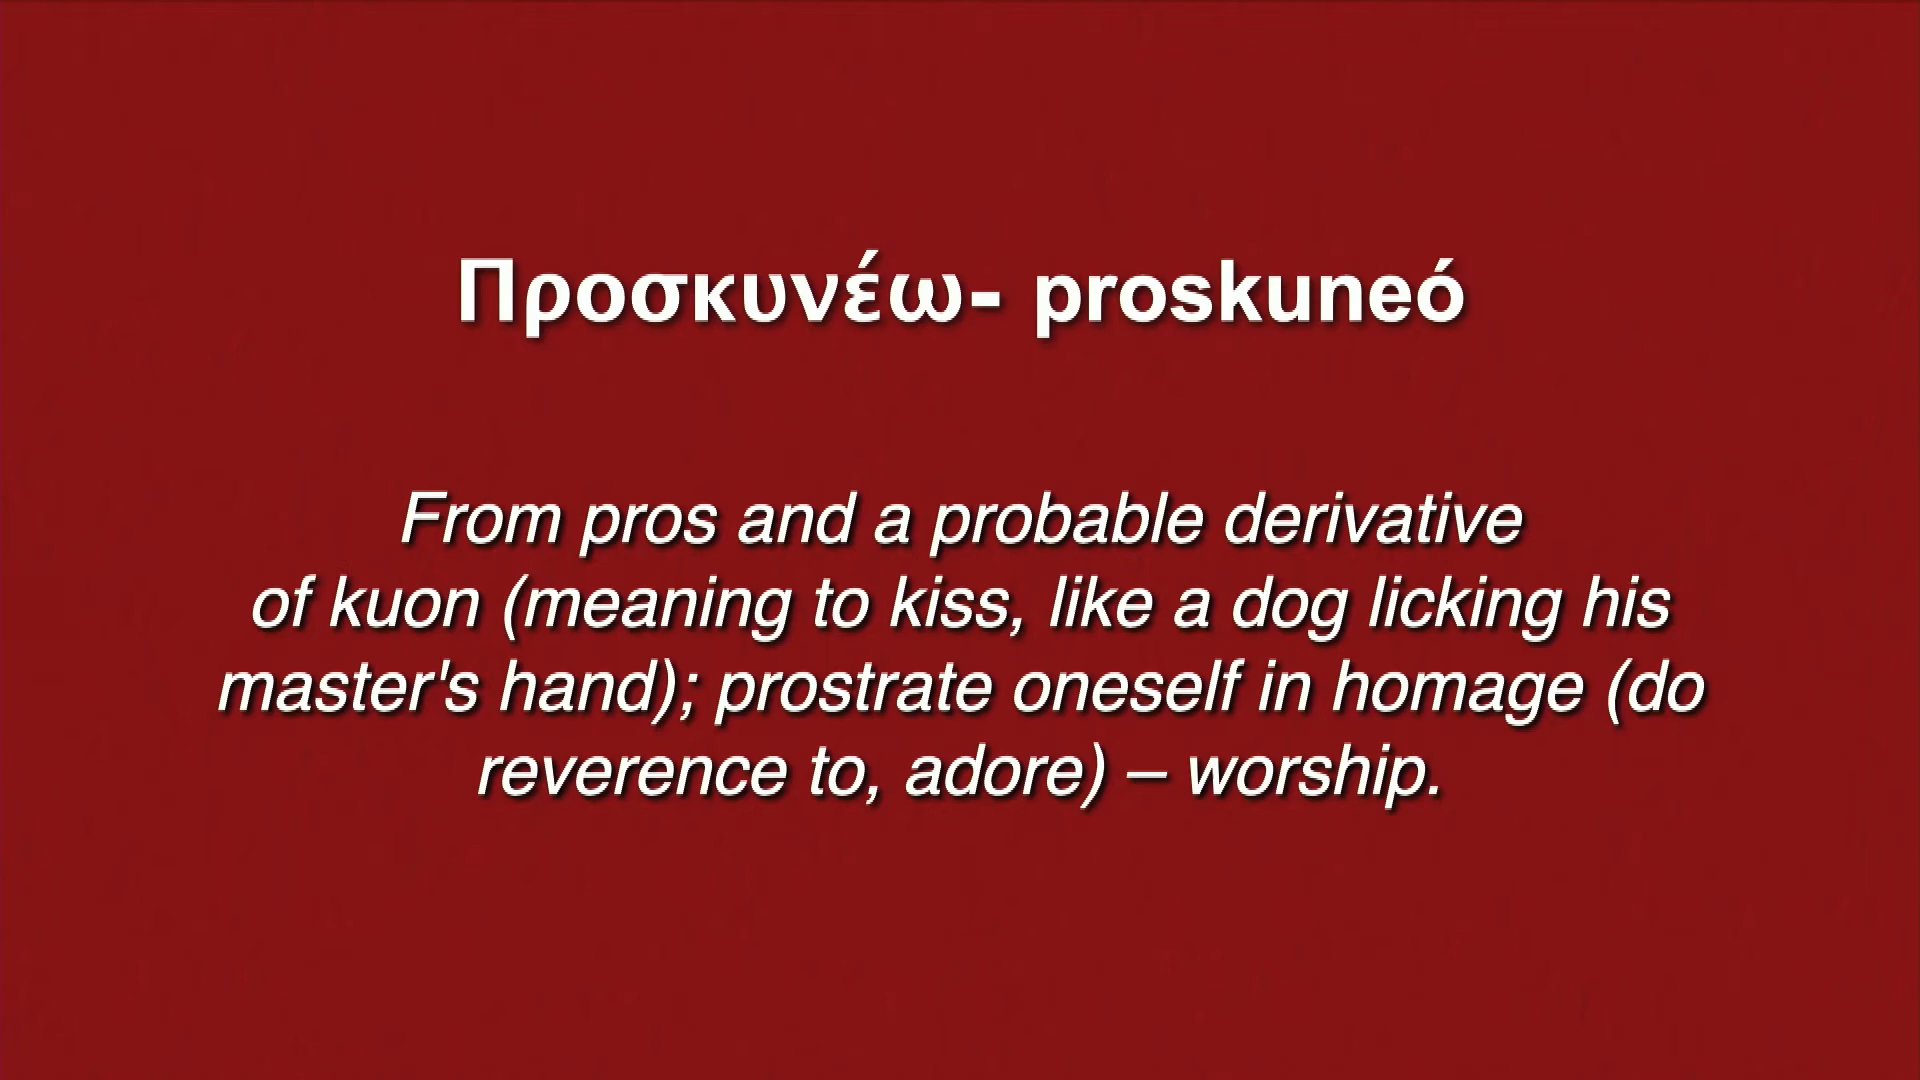 Προσκυνέω- proskuneó
From pros and a probable derivative
of kuon (meaning to kiss, like a dog licking his
master's hand); prostrate oneself in homage (do
reverence to, adore) – worship.